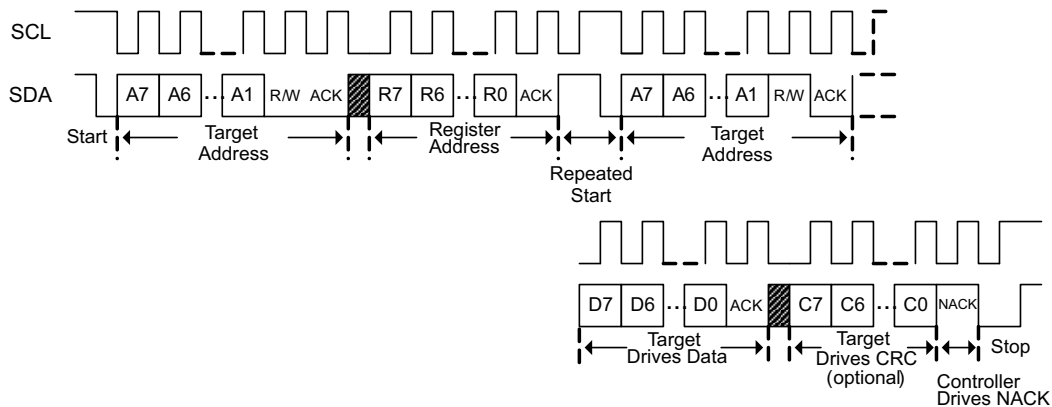 SCL
SDA
A7 A6 ... A1 R/W ACK R7 R6 ... R0 ACK A7 A6 ... A1 R/W ACK
Start
Target
Address
Register
Address
Repeated
Start
Target
Address
D7 D6 ... D0 ACK C7 C6 ... C0 NACK
Target
Drives Data
Target
Drives CRC
(optional)
Controller
Drives NACK
Stop